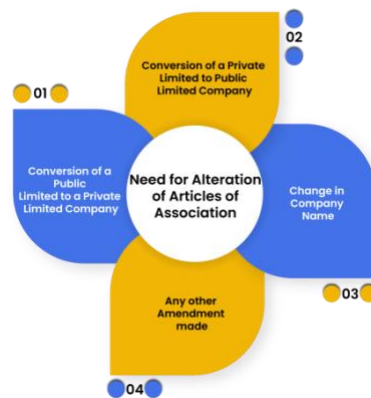 01
Conversion of a
Public
Limited to a Private
Limited Company
02
Conversion of a Private
Limited to Public
Limited Company
Need for Alteration
of Articles of
Association
Change in
Company
Name
03
Any other
Amendment
made
04